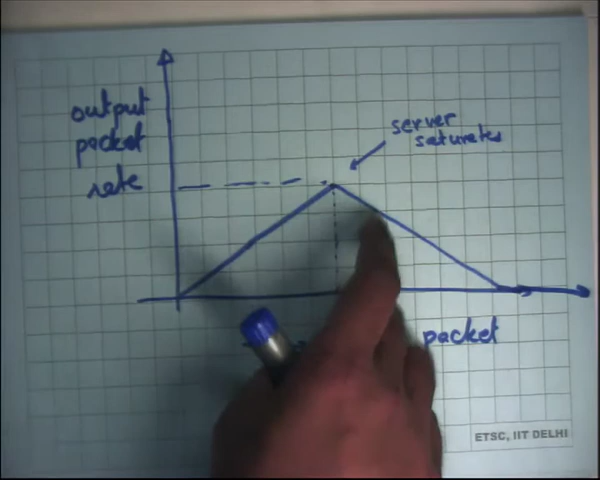 output
packet
rate
server
saturates
packet
ETSC, IIT DELHI